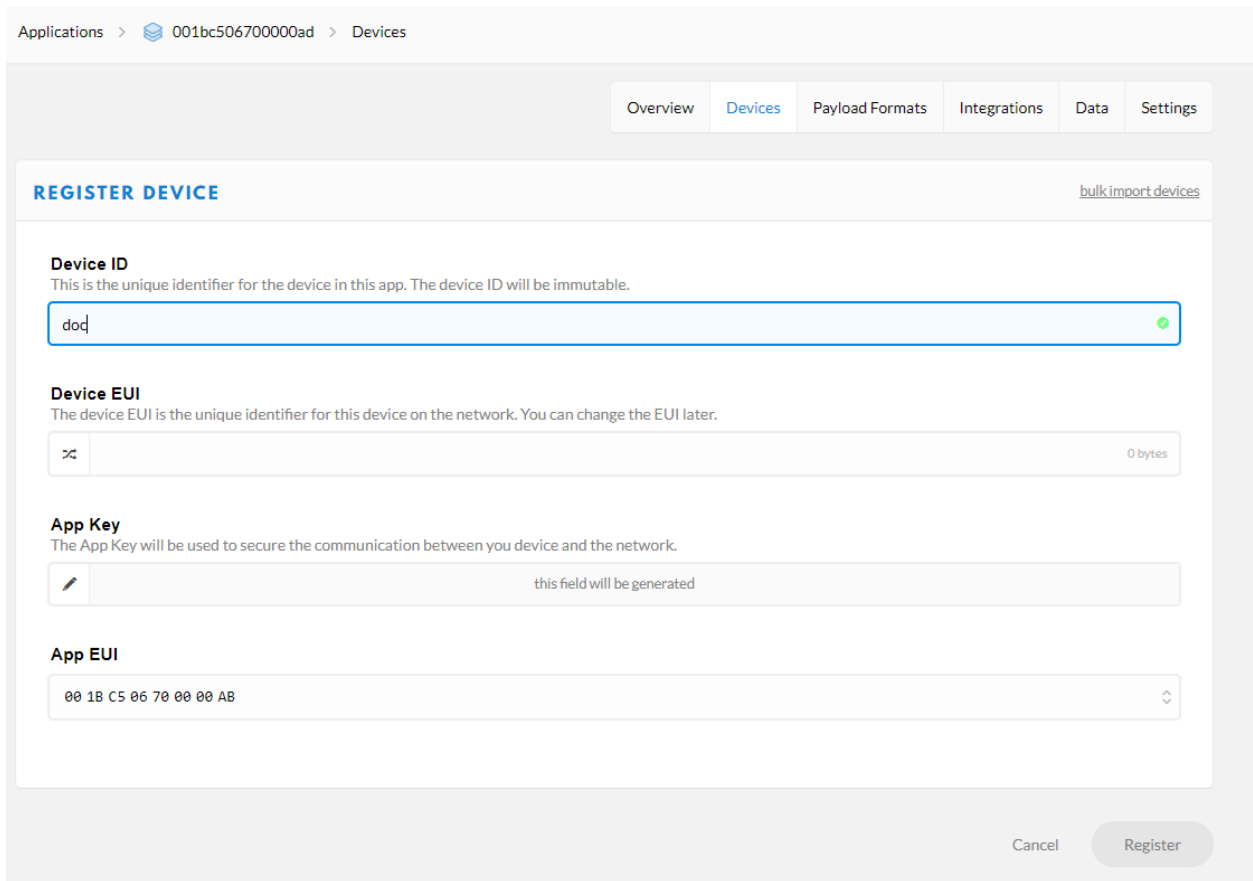 Applications > 001bc506700000ad > Devices
Overview Devices Payload Formats Integrations Data Settings
REGISTER DEVICE bulk import devices
Device ID
This is the unique identifier for the device in this app. The device ID will be immutable.
doc
Device EUI
The device EUI is the unique identifier for this device on the network. You can change the EUI later.
0 bytes
App Key
The App Key will be used to secure the communication between you device and the network.
this field will be generated
App EUI
00 1B C5 06 70 00 00 AB
Cancel Register